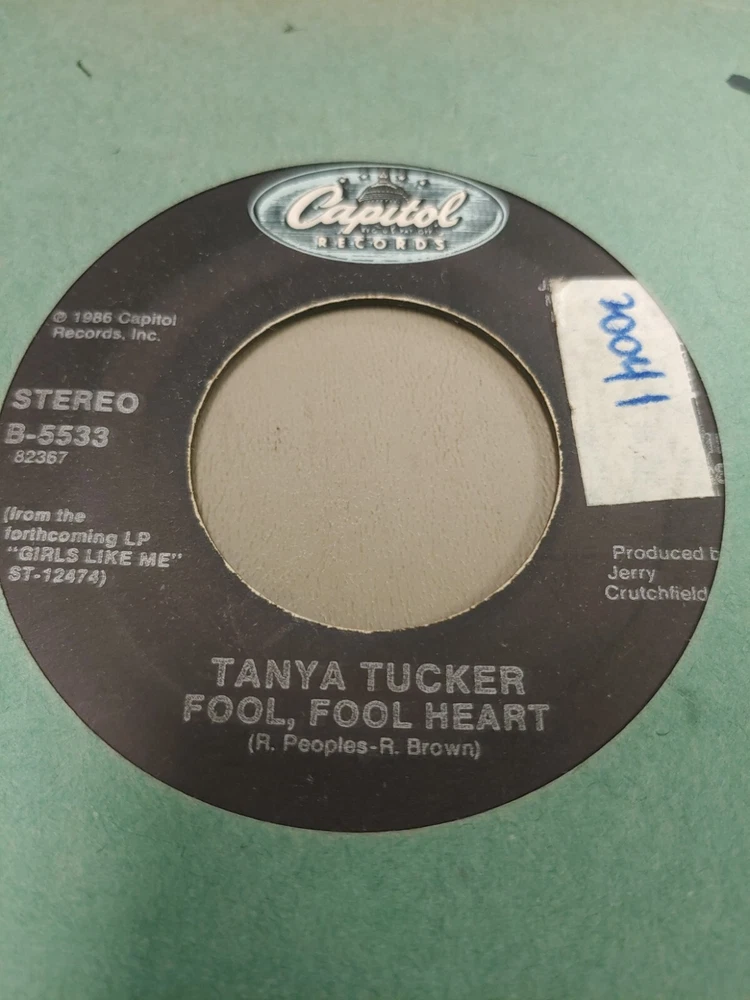 Capitol
RECORDS
℗ 1986 Capitol
Records, Inc.
STEREO
B-5533
82367
(from the
forthcoming LP
"GIRLS LIKE ME"
ST-12474)
Produced
Jerry
Crutchfield
TANYA TUCKER
FOOL, FOOL HEART
(R. Peoples-R. Brown)